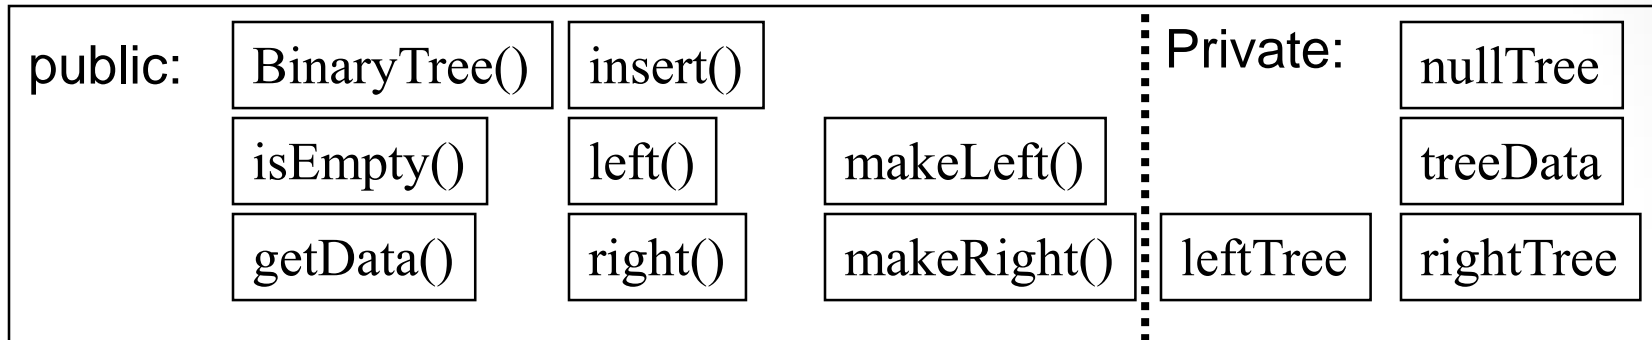 public: BinaryTree() insert() Private: nullTree
isEmpty() left() makeLeft() treeData
getData() right() makeRight() leftTree rightTree